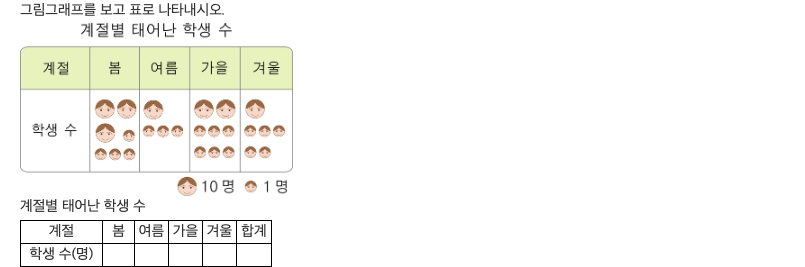 그림그래프를 보고 표로 나타내시오.
계절별 태어난 학생 수
계절 봄 여름 가을 겨울
학생 수
10 명 1 명
계절별 태어난 학생 수
계절 봄 여름 가을 겨울 합계
학생 수(명)